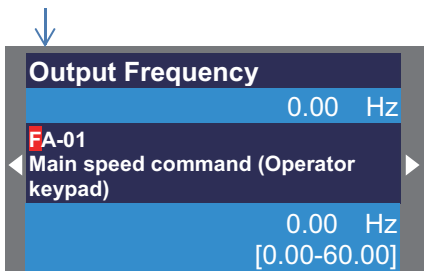 Output Frequency
0.00 Hz
FA-01
Main speed command (Operator
keypad)
0.00 Hz
[0.00-60.00]